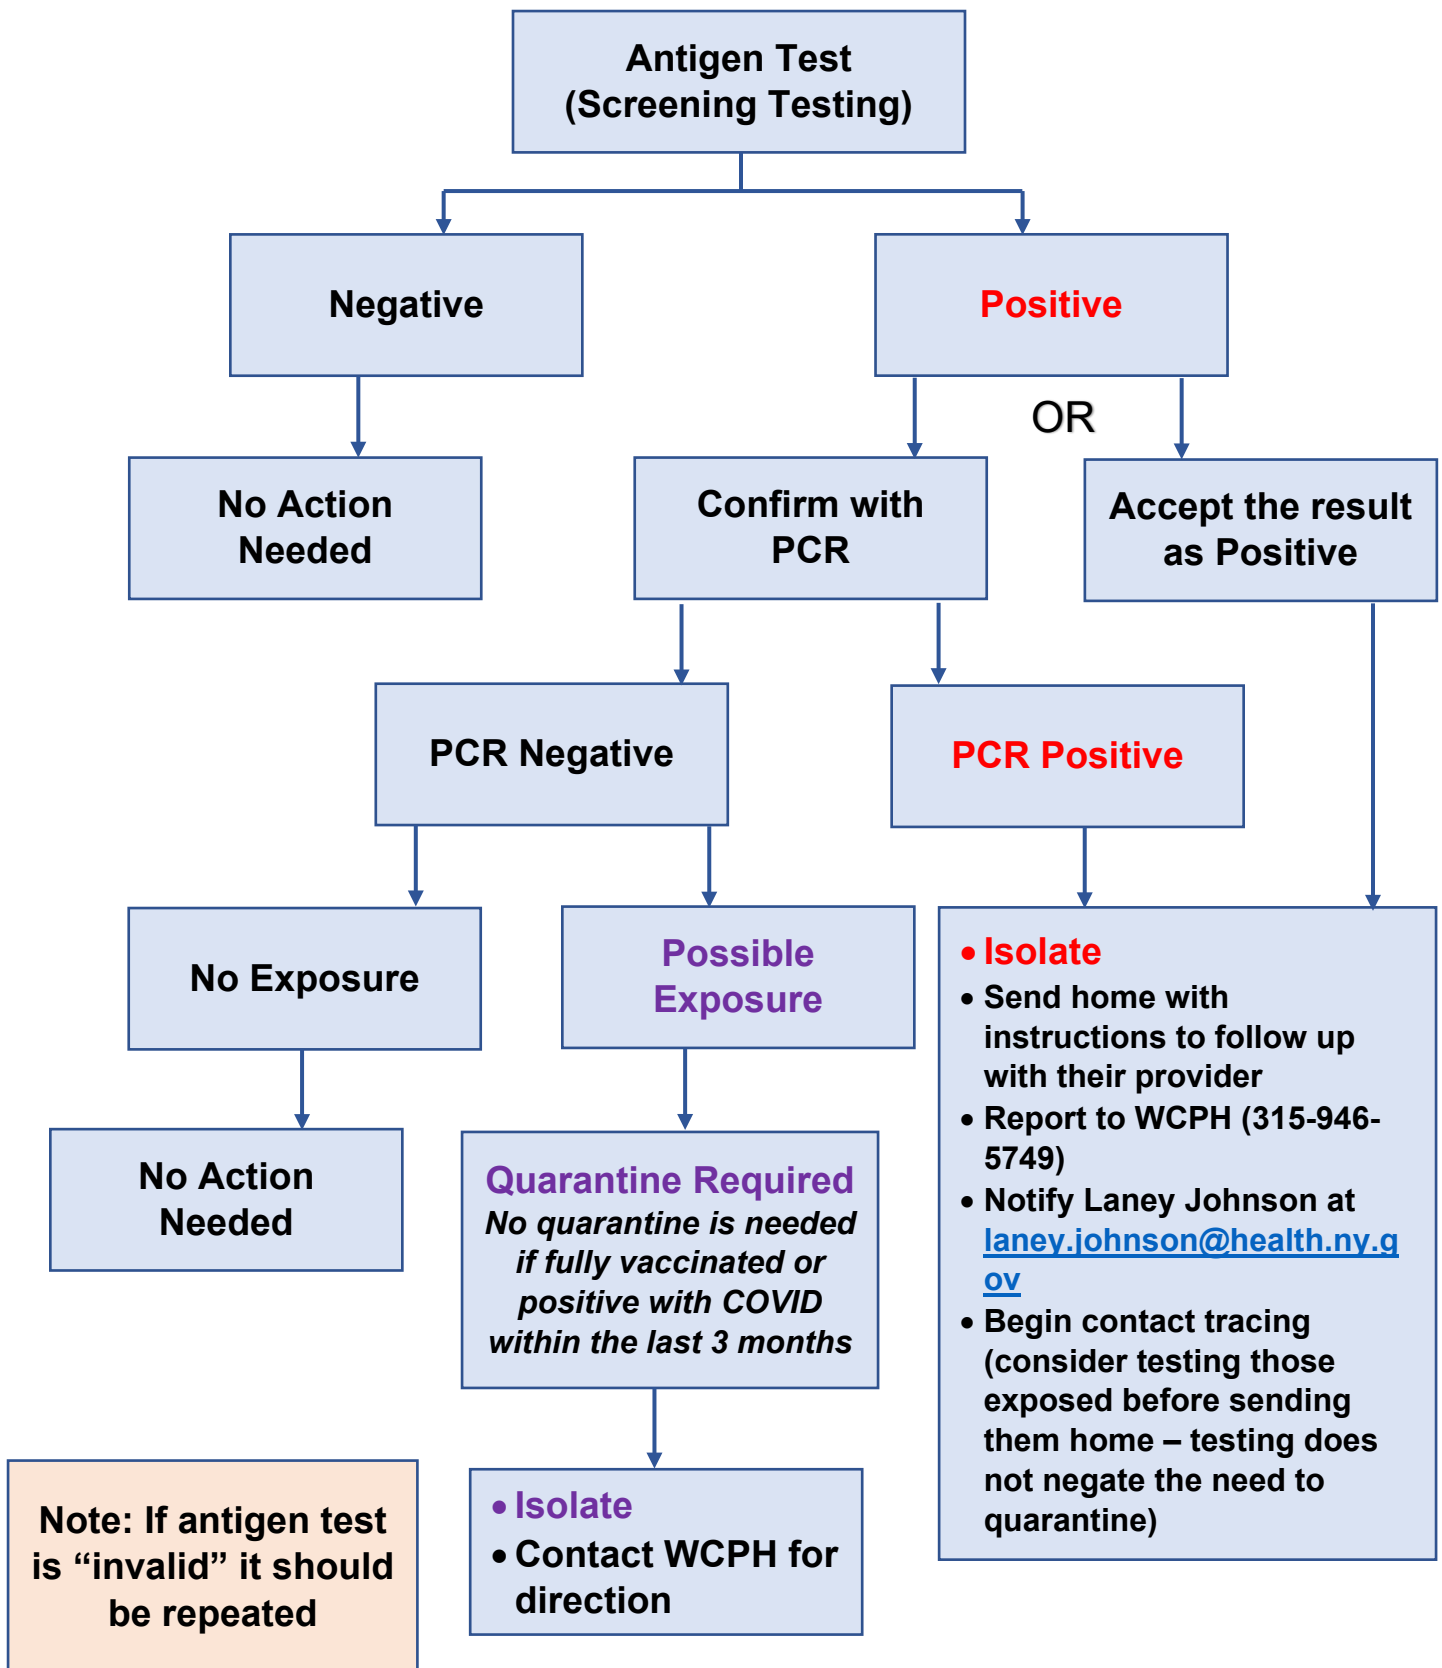 Antigen Test
(Screening Testing)
Negative
Positive
OR
No Action
Needed
Confirm with
PCR
Accept the result
as Positive
PCR Negative
PCR Positive
No Exposure
Possible
Exposure
No Action
Needed
Quarantine Required
No quarantine is needed
if fully vaccinated or
positive with COVID
within the last 3 months
• Isolate
• Contact WCPH for
direction
• Isolate
• Send home with
instructions to follow up
with their provider
• Report to WCPH (315-946-
5749)
• Notify Laney Johnson at
laney.johnson@health.ny.g
ov
• Begin contact tracing
(consider testing those
exposed before sending
them home – testing does
not negate the need to
quarantine)
Note: If antigen test
is “invalid” it should
be repeated